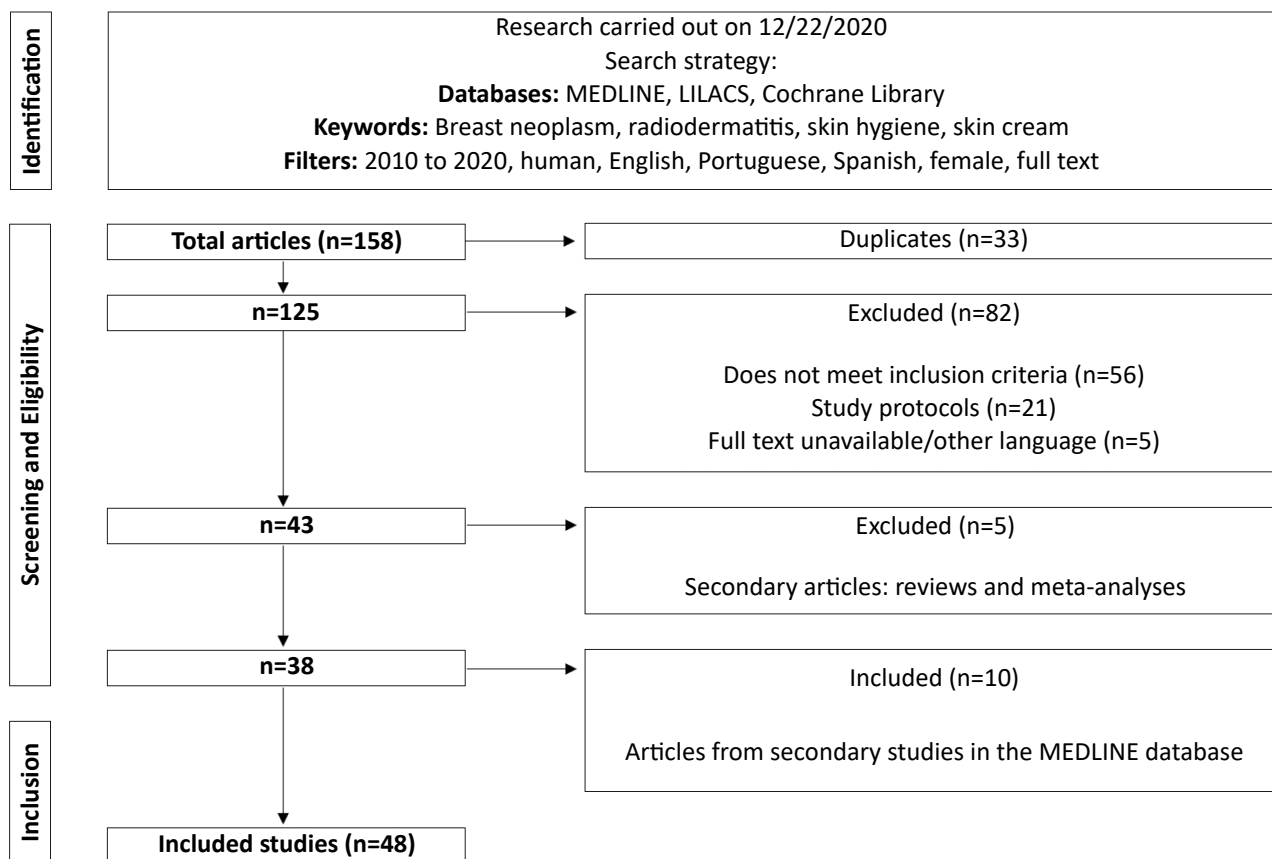 Identification
Research carried out on 12/22/2020
Search strategy:
Databases: MEDLINE, LILACS, Cochrane Library
Keywords: Breast neoplasm, radiodermatitis, skin hygiene, skin cream
Filters: 2010 to 2020, human, English, Portuguese, Spanish, female, full text
Screening and Eligibility
Total articles (n=158)
Duplicates (n=33)
n=125
Excluded (n=82)
Does not meet inclusion criteria (n=56)
Study protocols (n=21)
Full text unavailable/other language (n=5)
n=43
Excluded (n=5)
Secondary articles: reviews and meta-analyses
n=38
Included (n=10)
Articles from secondary studies in the MEDLINE database
Inclusion
Included studies (n=48)